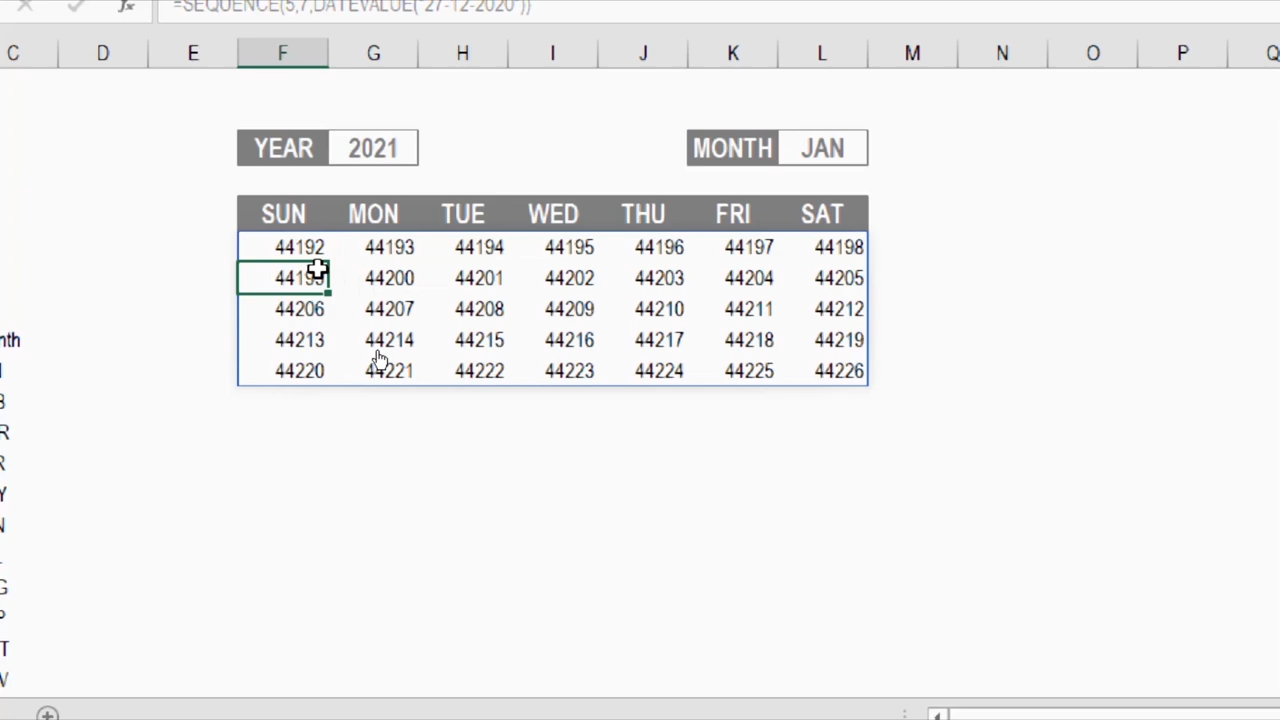 =SEQUENCE(5,7,DATEVALUE("27-12-2020"))
C D E F G H I J K L M N O P Q
YEAR 2021 MONTH JAN
SUN MON TUE WED THU FRI SAT
44192 44193 44194 44195 44196 44197 44198
44199 44200 44201 44202 44203 44204 44205
44206 44207 44208 44209 44210 44211 44212
nth 44213 44214 44215 44216 44217 44218 44219
44220 44221 44222 44223 44224 44225 44226
R
R
Y
N
G
P
T
V